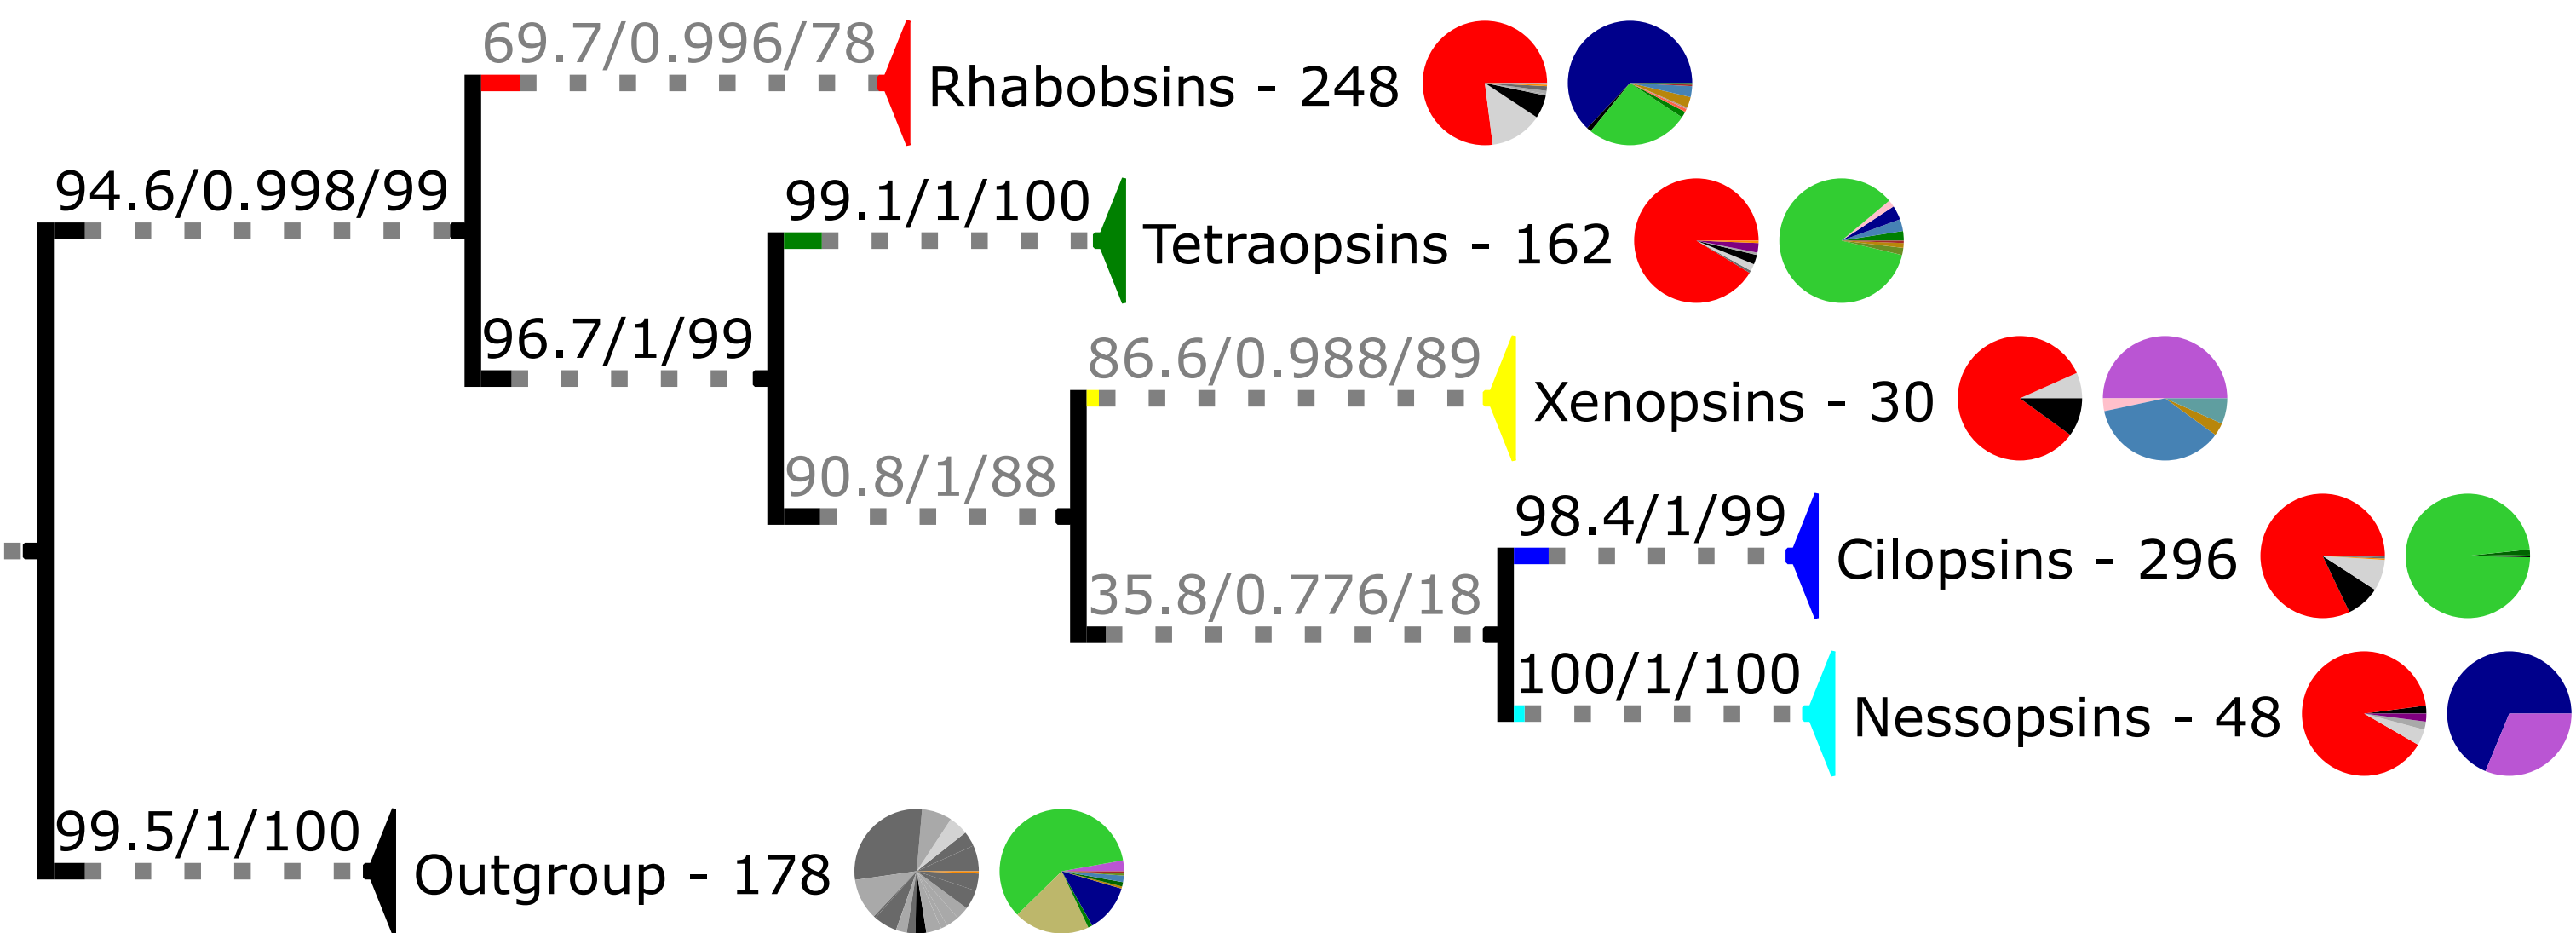 69.7/0.996/78
Rhabobsins - 248
94.6/0.998/99
99.1/1/100
Tetraopsins - 162
96.7/1/99
86.6/0.988/89
Xenopsins - 30
90.8/1/88
98.4/1/99
Cilopsins - 296
35.8/0.776/18
100/1/100
Nessopsins - 48
99.5/1/100
Outgroup - 178